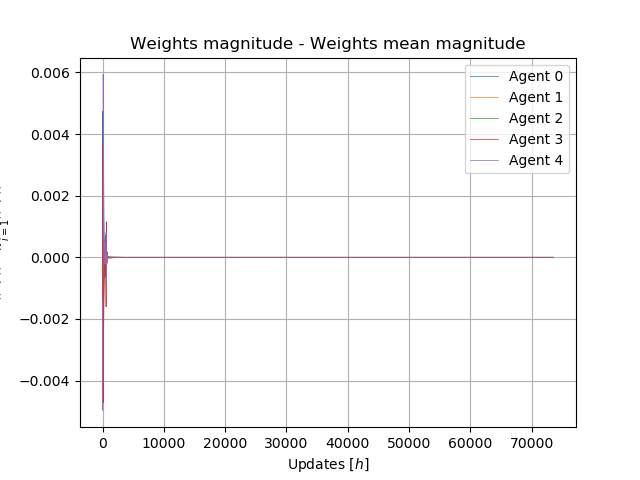 Weights magnitude - Weights mean magnitude
0.006
0.004
0.002
0.000
−0.002
−0.004
0
10000
20000
30000
40000
50000
60000
70000
Updates [h]
Agent 0
Agent 1
Agent 2
Agent 3
Agent 4